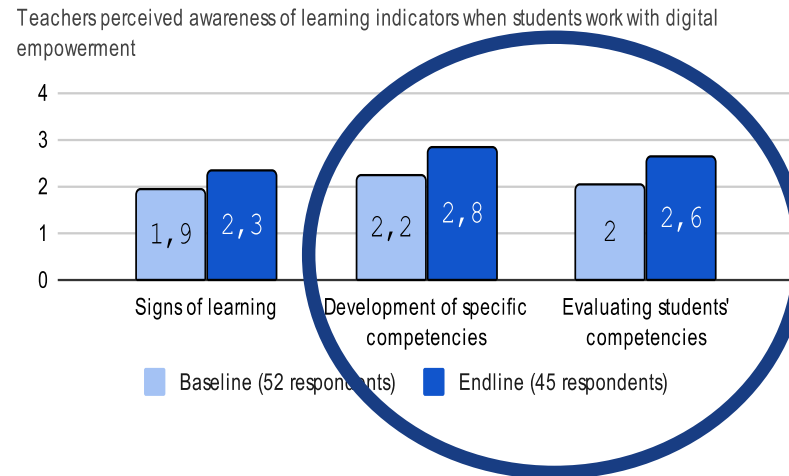 Teachers perceived awareness of learning indicators when students work with digital
empowerment
4
3
2
1
0
1,9
2,3
2,2
2,8
2
2,6
Signs of learning
Development of specific
competencies
Evaluating students'
competencies
Baseline (52 respondents)
Endline (45 respondents)